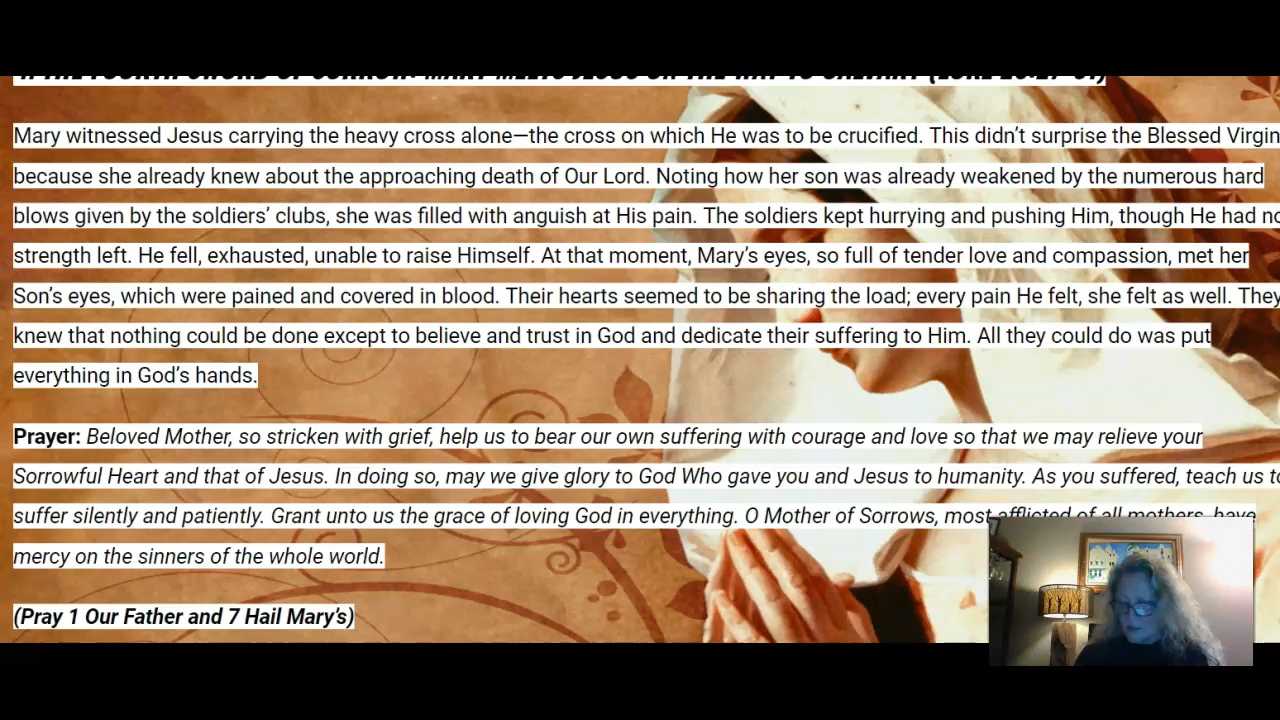 Mary witnessed Jesus carrying the heavy cross alone—the cross on which He was to be crucified. This didn’t surprise the Blessed Virgin
because she already knew about the approaching death of Our Lord. Noting how her son was already weakened by the numerous hard
blows given by the soldiers’ clubs, she was filled with anguish at His pain. The soldiers kept hurrying and pushing Him, though He had no
strength left. He fell, exhausted, unable to raise Himself. At that moment, Mary’s eyes, so full of tender love and compassion, met her
Son’s eyes, which were pained and covered in blood. Their hearts seemed to be sharing the load; every pain He felt, she felt as well. They
knew that nothing could be done except to believe and trust in God and dedicate their suffering to Him. All they could do was put
everything in God’s hands.
Prayer: Beloved Mother, so stricken with grief, help us to bear our own suffering with courage and love so that we may relieve your
Sorrowful Heart and that of Jesus. In doing so, may we give glory to God Who gave you and Jesus to humanity. As you suffered, teach us to
suffer silently and patiently. Grant unto us the grace of loving God in everything. O Mother of Sorrows, most afflicted of all mothers, have
mercy on the sinners of the whole world.
(Pray 1 Our Father and 7 Hail Mary’s)